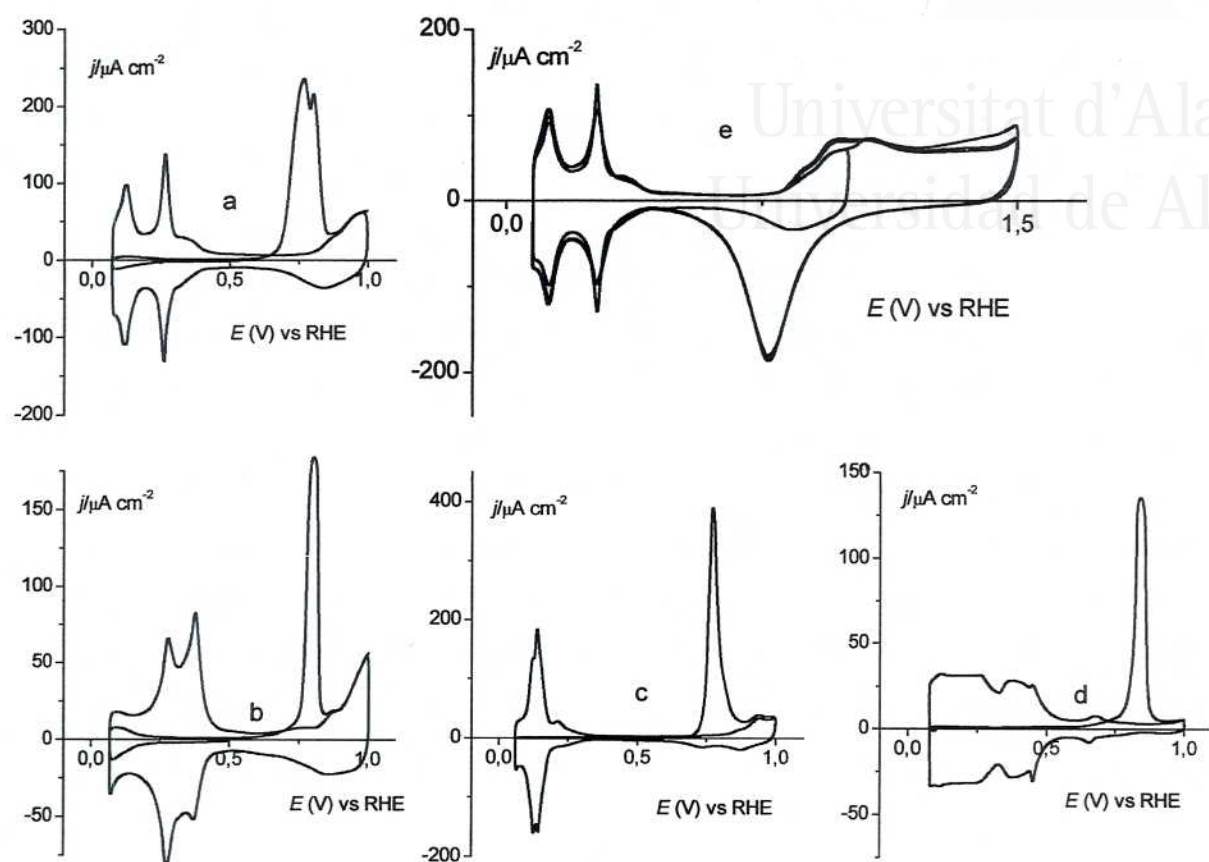 300
200
100
0
-100
-200
j/µA cm-2
a
0,0
0,5
1,0
E (V) vs RHE
200
0
-200
j/µA cm-2
e
0,0
1,5
E (V) vs RHE
Universitat d'Ala
Universidad de Al
150
100
50
0
-50
j/µA cm-2
b
0,0
0,5
1,0
E (V) vs RHE
400
200
0
-200
j/µA cm-2
c
0,0
0,5
1,0
E (V) vs RHE
150
100
50
0
-50
j/µA cm-2
d
0,0
0,5
1,0
E (V) vs RHE